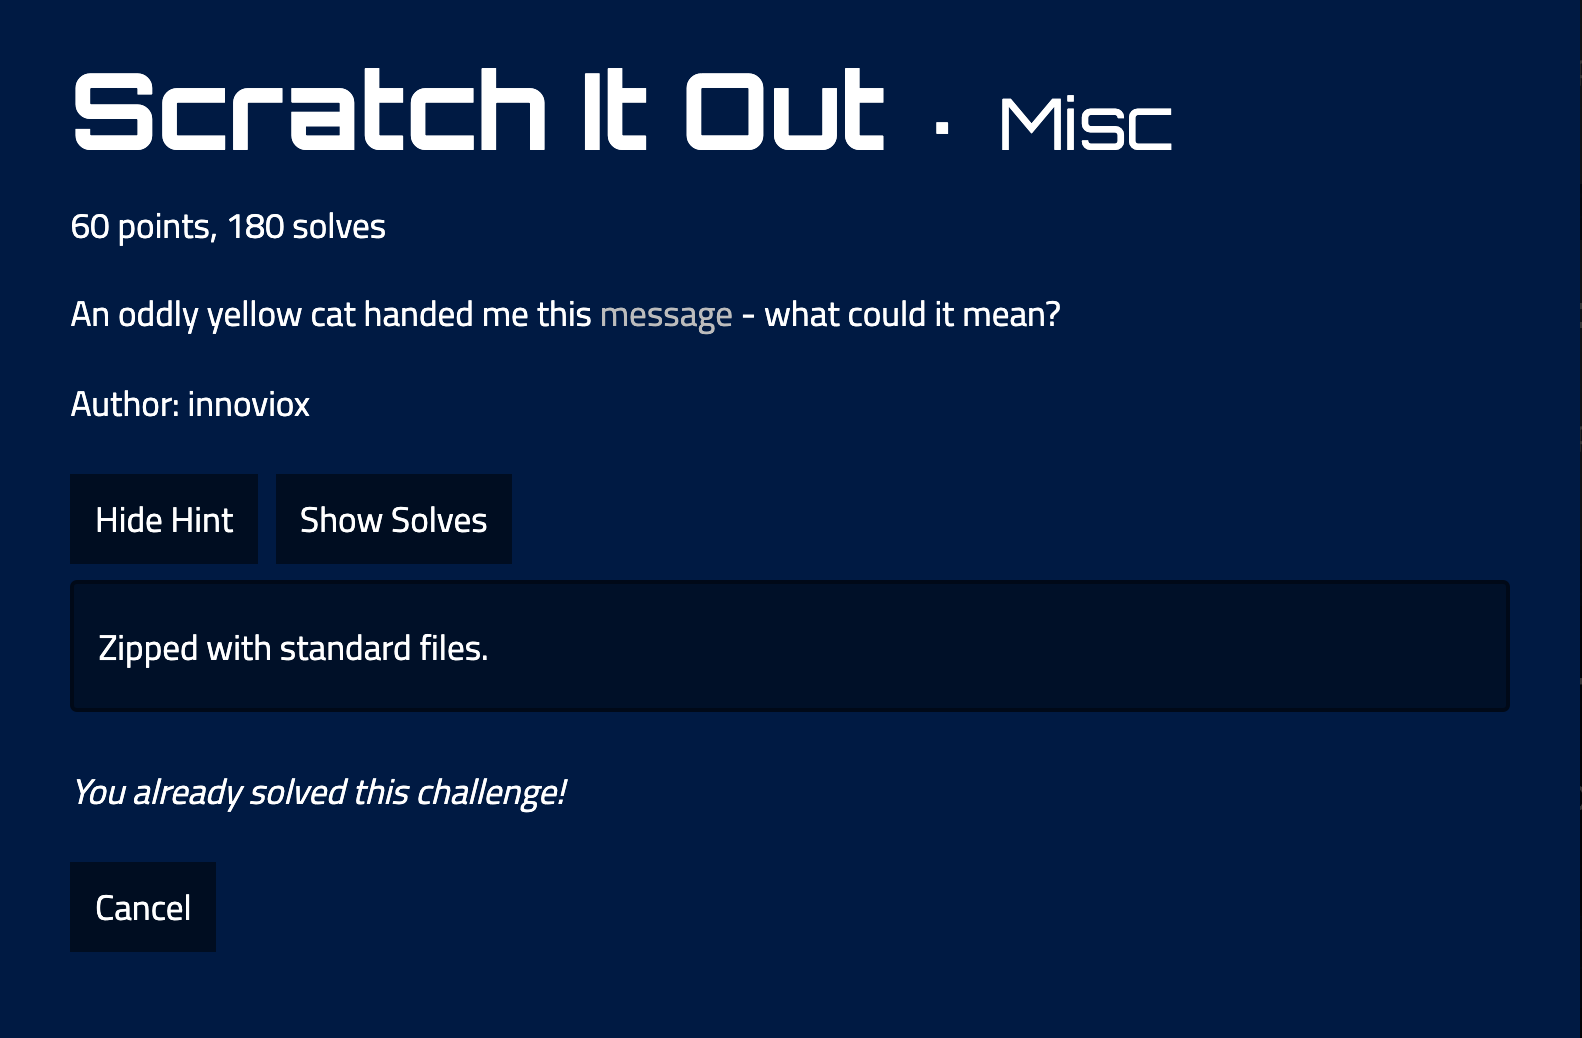 Scratch It Out · Misc
60 points, 180 solves
An oddly yellow cat handed me this message - what could it mean?
Author: innoviox
Hide Hint Show Solves
Zipped with standard files.
You already solved this challenge!
Cancel